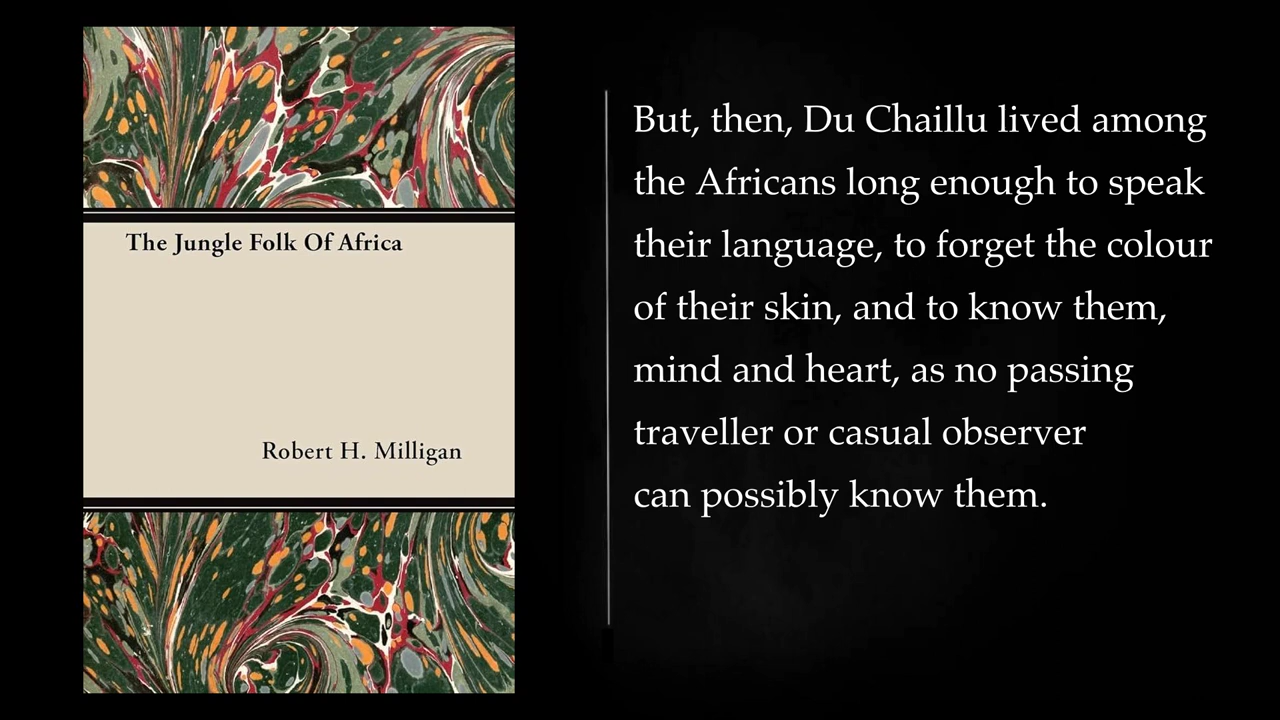 The Jungle Folk Of Africa
Robert H. Milligan
But, then, Du Chaillu lived among
the Africans long enough to speak
their language, to forget the colour
of their skin, and to know them,
mind and heart, as no passing
traveller or casual observer
can possibly know them.